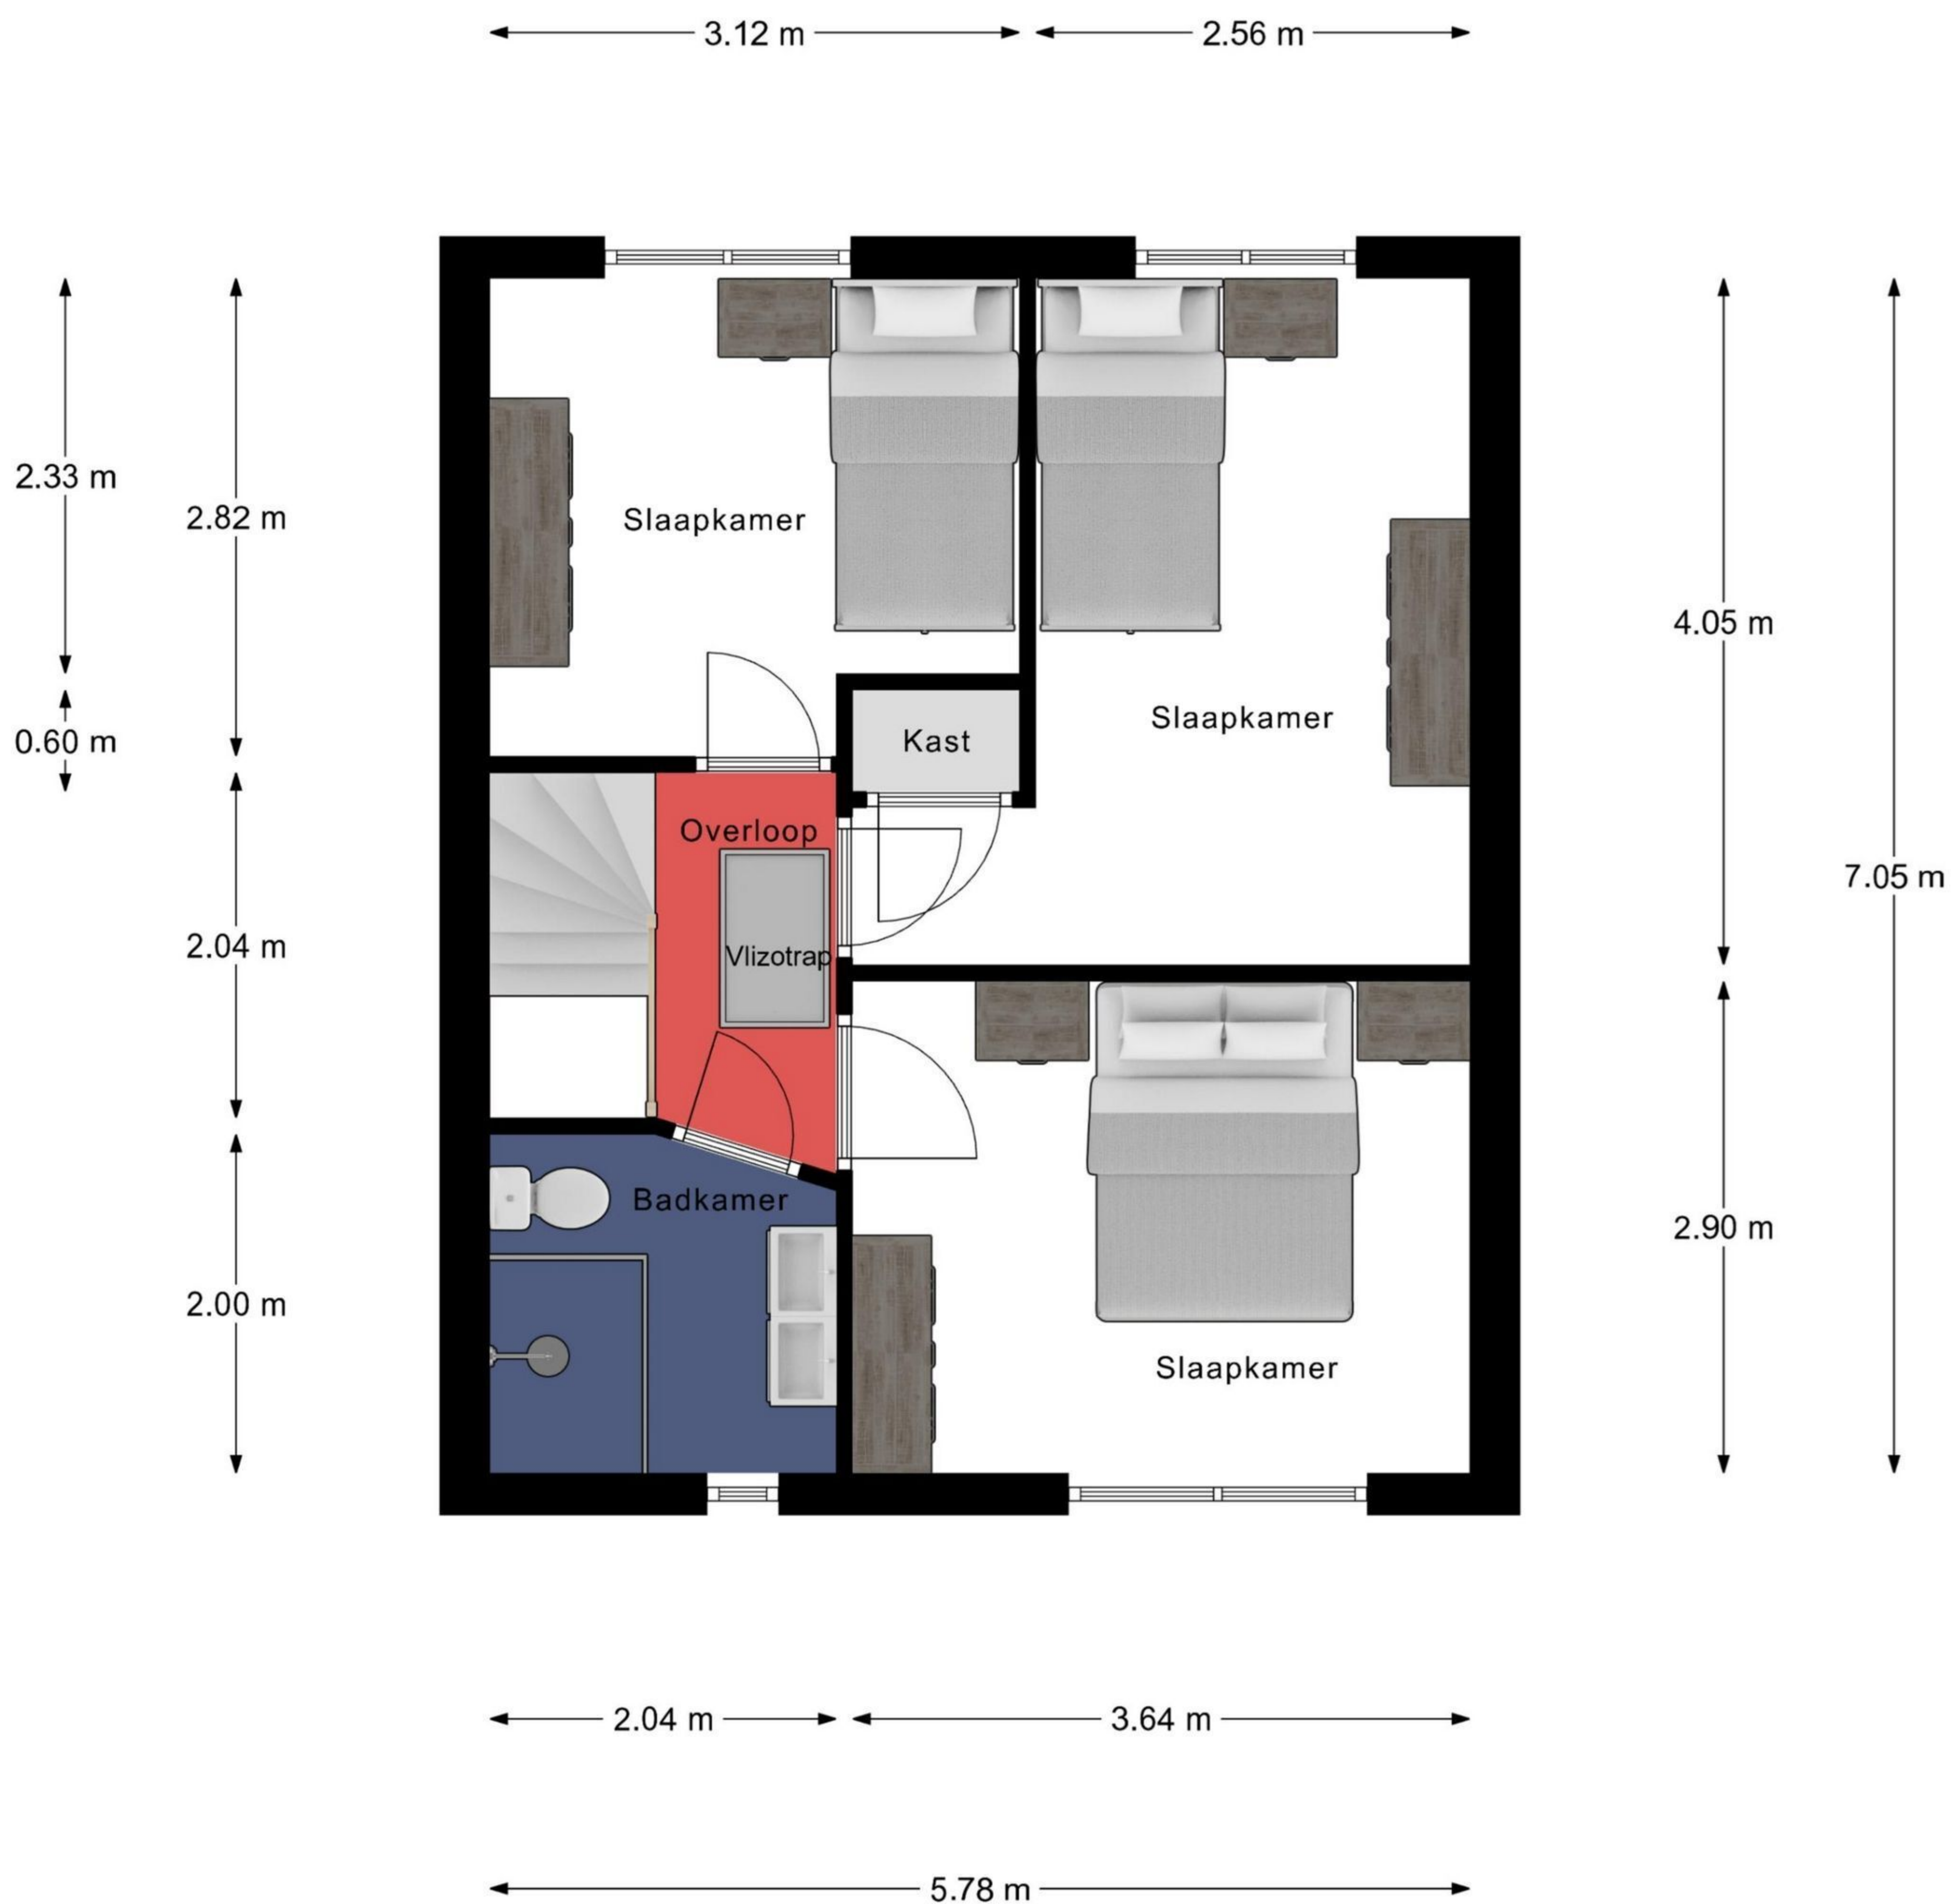 3.12 m
2.56 m
2.33 m
2.82 m
Slaapkamer
4.05 m
Slaapkamer
0.60 m
Kast
Overloop
7.05 m
2.04 m
Vlizotrap
Badkamer
2.90 m
2.00 m
Slaapkamer
2.04 m
3.64 m
5.78 m